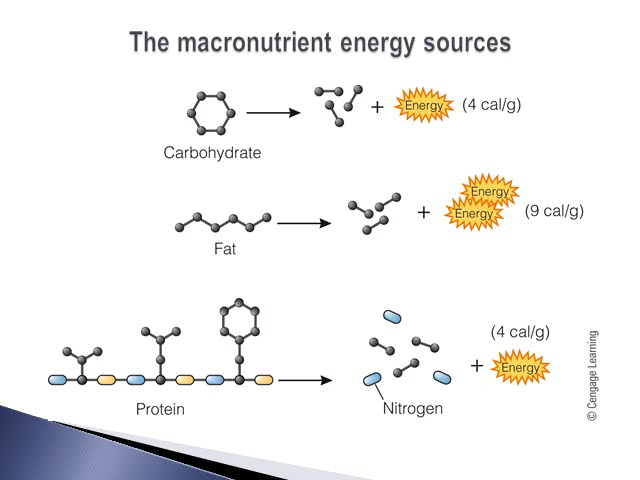 The macronutrient energy sources
+ Energy (4 cal/g)
Carbohydrate
Energy
+ Energy (9 cal/g)
Fat
(4 cal/g)
+ Energy
Protein
Nitrogen
© Cengage Learning